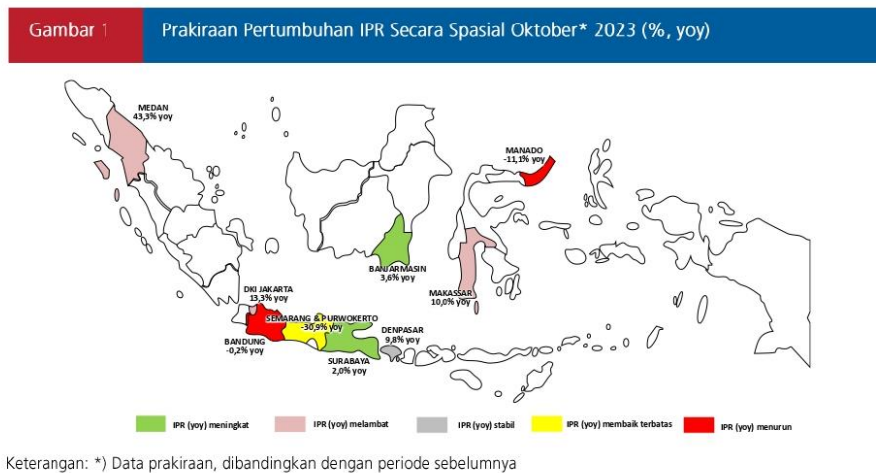 Gambar 1
Prakiraan Pertumbuhan IPR Secara Spasial Oktober* 2023 (%, yoy)
MEDAN
43,3% yoy
MANADO
-11,1% yoy
BANJARMASIN
3,6% yoy
MAKASSAR
10,0% yoy
DKI JAKARTA
13,3% yoy
SEMARANG & PURWOKERTO
-30,9% yoy
DENPASAR
9,8% yoy
BANDUNG
-0,2% yoy
SURABAYA
2,0% yoy
IPR (yoy) meningkat
IPR (yoy) melambat
IPR (yoy) stabil
IPR (yoy) membaik terbatas
IPR (yoy) menurun
Keterangan: *) Data prakiraan, dibandingkan dengan periode sebelumnya